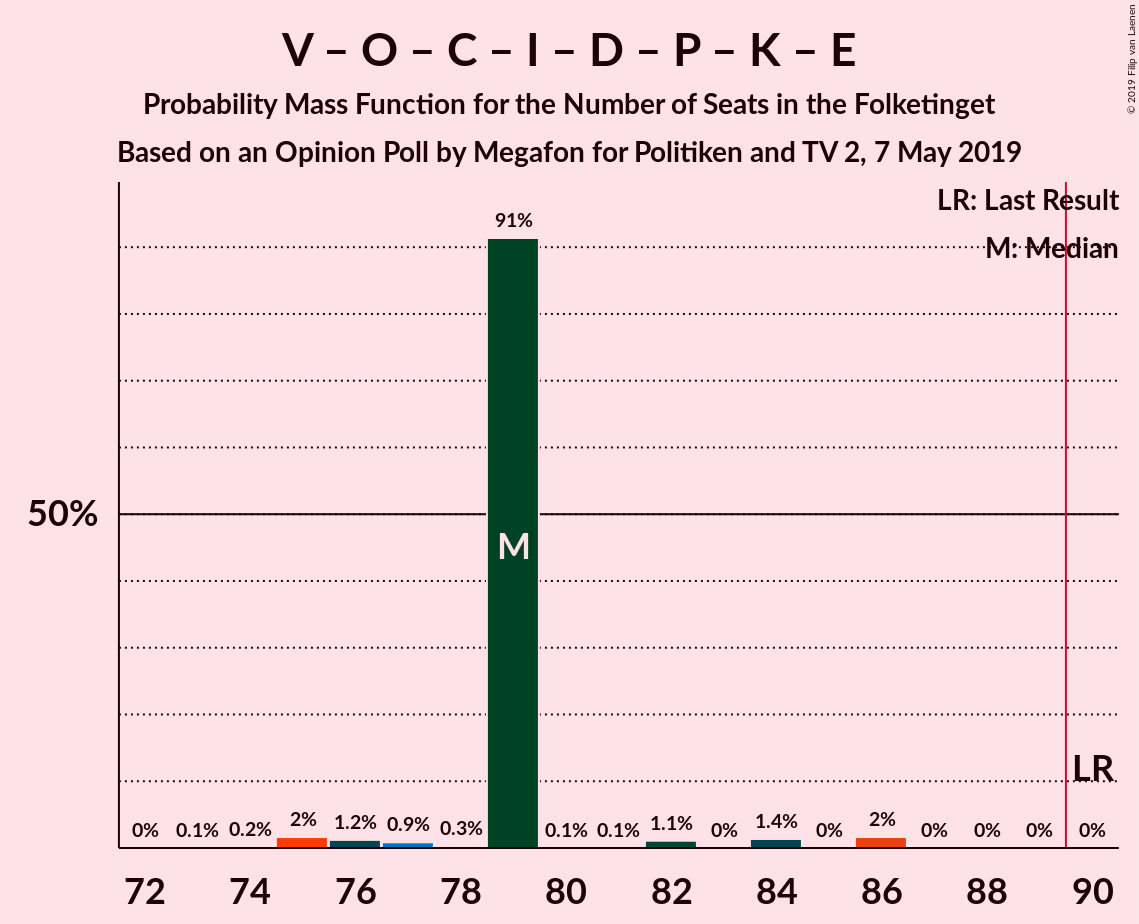 V – O – C – I – D – P – K – E
Probability Mass Function for the Number of Seats in the Folketinget
Based on an Opinion Poll by Megafon for Politiken and TV 2, 7 May 2019
© 2019 Filip van Laenen
LR: Last Result
M: Median
91%
50%
M
LR
0% 0.1% 0.2% 2% 1.2% 0.9% 0.3% 0.1% 0.1% 1.1% 0% 1.4% 0% 2% 0% 0% 0% 0%
72 74 76 78 80 82 84 86 88 90